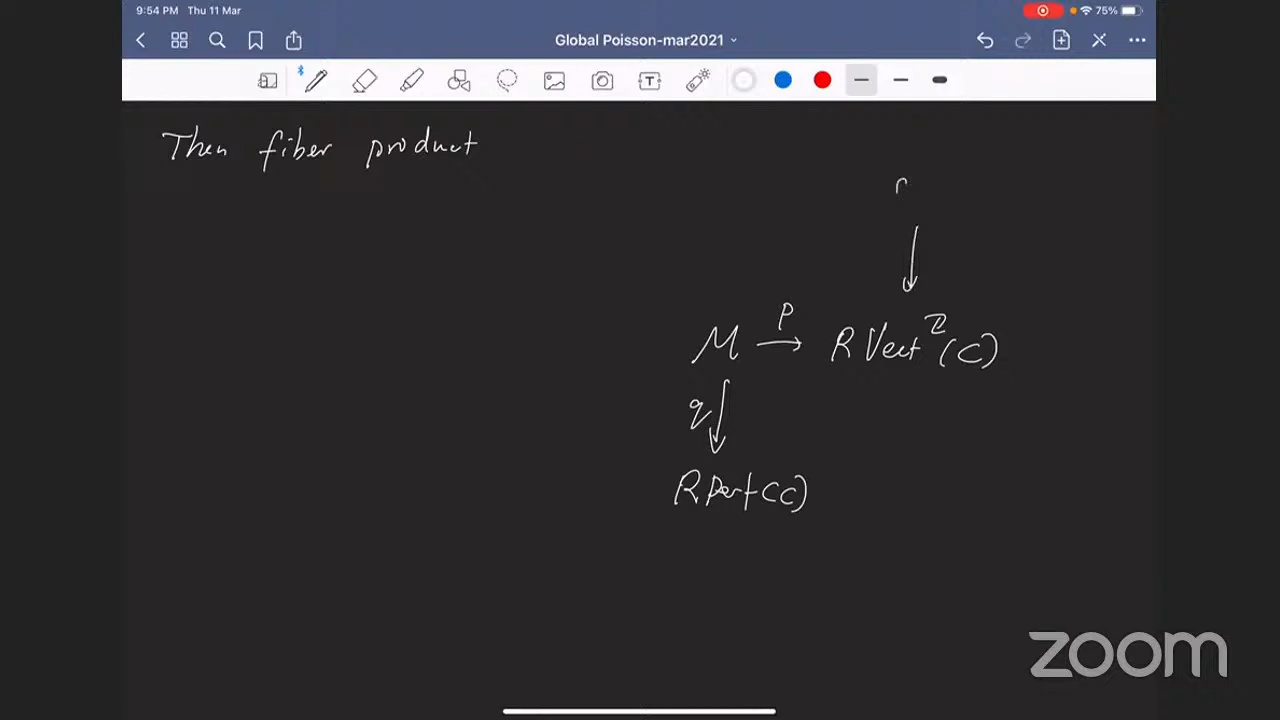 9:54 PM Thu 11 Mar
75%
Global Poisson-mar2021
T
Then fiber product
M p R Vect^Z (C)
q
R Perf (C)
zoom